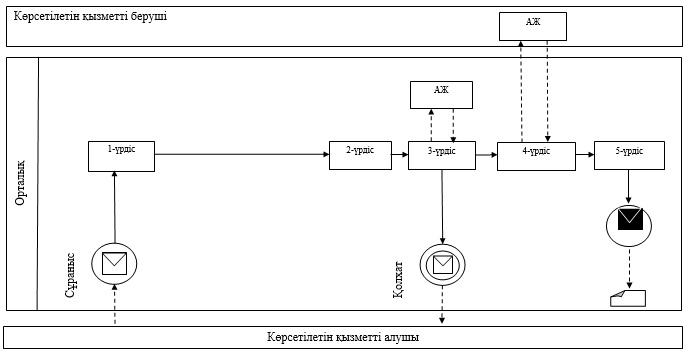 Көрсетілетін қызметті беруші
АЖ
АЖ
1-үрдіс
2-үрдіс
3-үрдіс
4-үрдіс
5-үрдіс
Орталық
Сұраныс
Қолхат
Көрсетілетін қызметті алушы